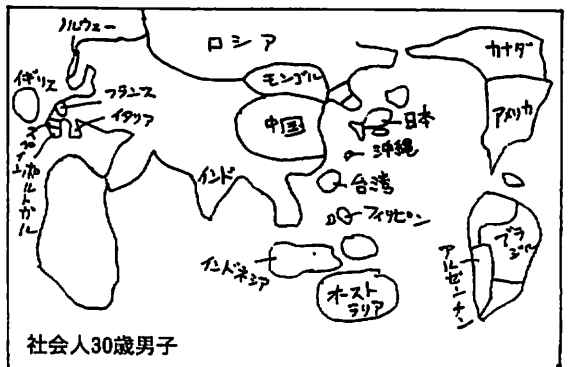 ノルウェー
ロシア
カナダ
イギリス
フランス
イタリア
スペイン
ポルトガル
モンゴル
中国
日本
アメリカ
沖縄
台湾
インド
フィリピン
インドネシア
オースト
ラリア
ブラ
ジル
アルゼンチン
社会人30歳男子